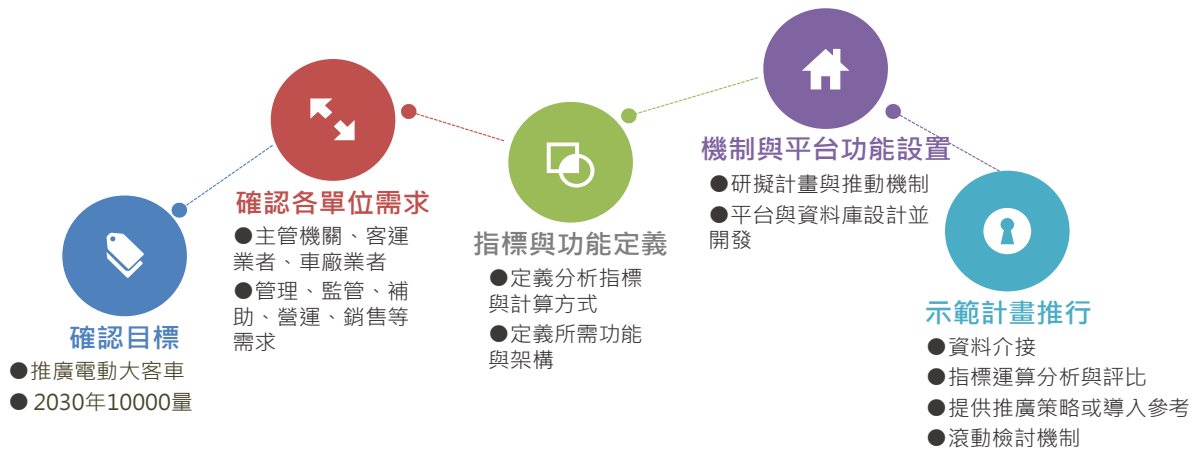 確認目標
●推廣電動大客車
● 2030年10000量
確認各單位需求
●主管機關、客運
業者、車廠業者
●管理、監管、補
助、營運、銷售等
需求
指標與功能定義
●定義分析指標
與計算方式
●定義所需功能
與架構
機制與平台功能設置
●研擬計畫與推動機制
●平台與資料庫設計並
開發
示範計畫推行
●資料介接
●指標運算分析與評比
●提供推廣策略或導入參考
●滾動檢討機制